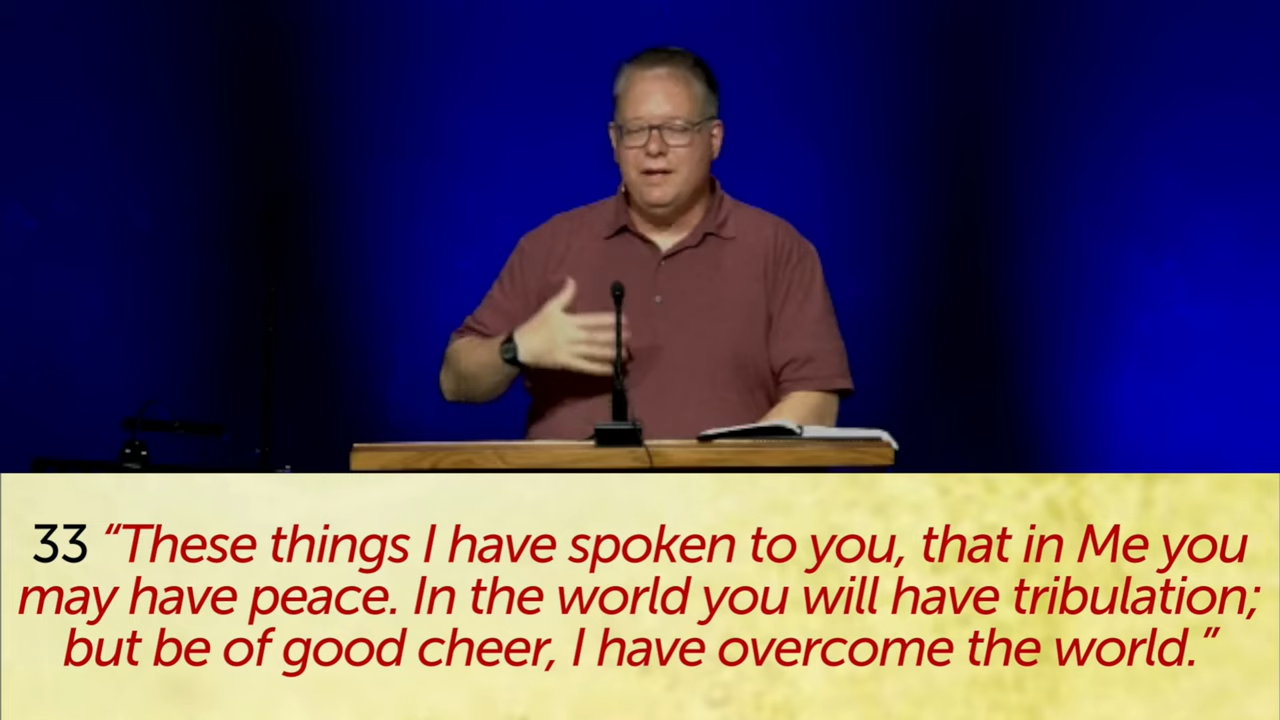 33 “These things I have spoken to you, that in Me you
may have peace. In the world you will have tribulation;
but be of good cheer, I have overcome the world.”